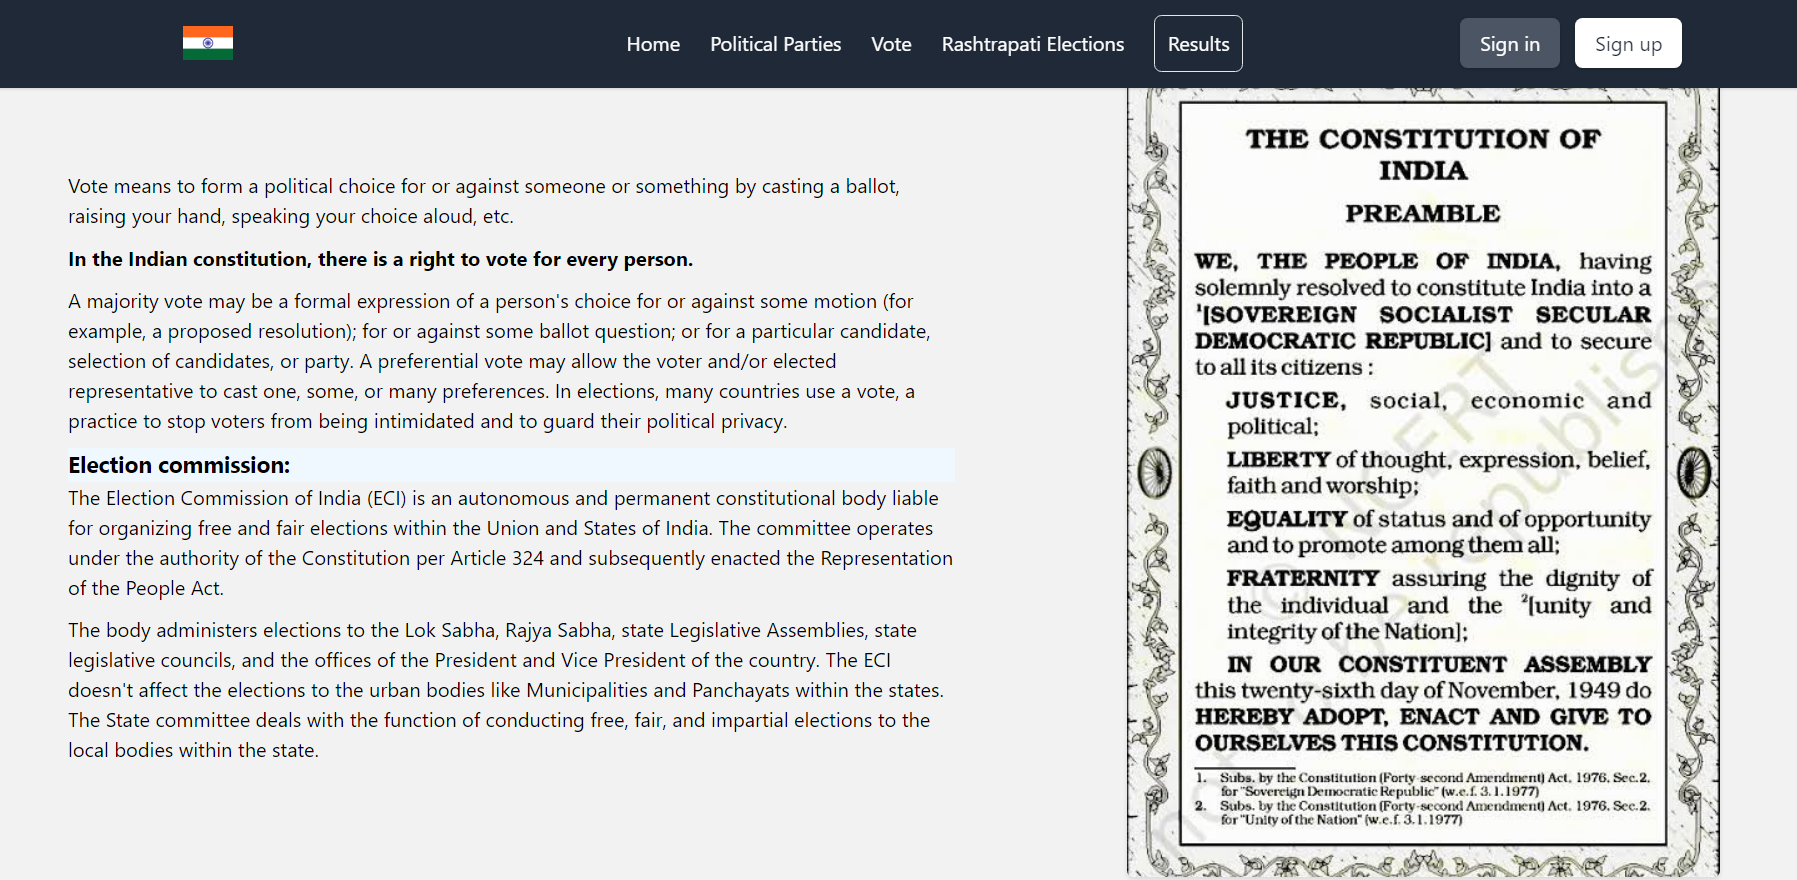 Home Political Parties Vote Rashtrapati Elections Results Sign in Sign up
Vote means to form a political choice for or against someone or something by casting a ballot,
raising your hand, speaking your choice aloud, etc.
In the Indian constitution, there is a right to vote for every person.
A majority vote may be a formal expression of a person's choice for or against some motion (for
example, a proposed resolution); for or against some ballot question; or for a particular candidate,
selection of candidates, or party. A preferential vote may allow the voter and/or elected
representative to cast one, some, or many preferences. In elections, many countries use a vote, a
practice to stop voters from being intimidated and to guard their political privacy.
Election commission:
The Election Commission of India (ECI) is an autonomous and permanent constitutional body liable
for organizing free and fair elections within the Union and States of India. The committee operates
under the authority of the Constitution per Article 324 and subsequently enacted the Representation
of the People Act.
The body administers elections to the Lok Sabha, Rajya Sabha, state Legislative Assemblies, state
legislative councils, and the offices of the President and Vice President of the country. The ECI
doesn't affect the elections to the urban bodies like Municipalities and Panchayats within the states.
The State committee deals with the function of conducting free, fair, and impartial elections to the
local bodies within the state.
THE CONSTITUTION OF
INDIA
PREAMBLE
WE, THE PEOPLE OF INDIA, having
solemnly resolved to constitute India into a
¹[SOVEREIGN SOCIALIST SECULAR
DEMOCRATIC REPUBLIC] and to secure
to all its citizens :
JUSTICE, social, economic and
political;
LIBERTY of thought, expression, belief,
faith and worship;
EQUALITY of status and of opportunity
and to promote among them all;
FRATERNITY assuring the dignity of
the individual and the ²[unity and
integrity of the Nation];
IN OUR CONSTITUENT ASSEMBLY
this twenty-sixth day of November, 1949 do
HEREBY ADOPT, ENACT AND GIVE TO
OURSELVES THIS CONSTITUTION.
1. Subs. by the Constitution (Forty-second Amendment) Act, 1976, Sec.2,
for "Sovereign Democratic Republic" (w.e.f. 3.1.1977)
2. Subs. by the Constitution (Forty-second Amendment) Act, 1976, Sec.2,
for "Unity of the Nation" (w.e.f. 3.1.1977)
© NCERT